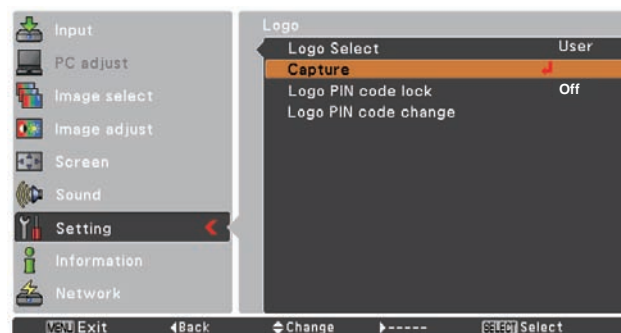 Input
PC adjust
Image select
Image adjust
Screen
Sound
Setting
Information
Network
Logo
Logo Select User
Capture
Logo PIN code lock Off
Logo PIN code change
MENU Exit Back Change ----- SELECT Select